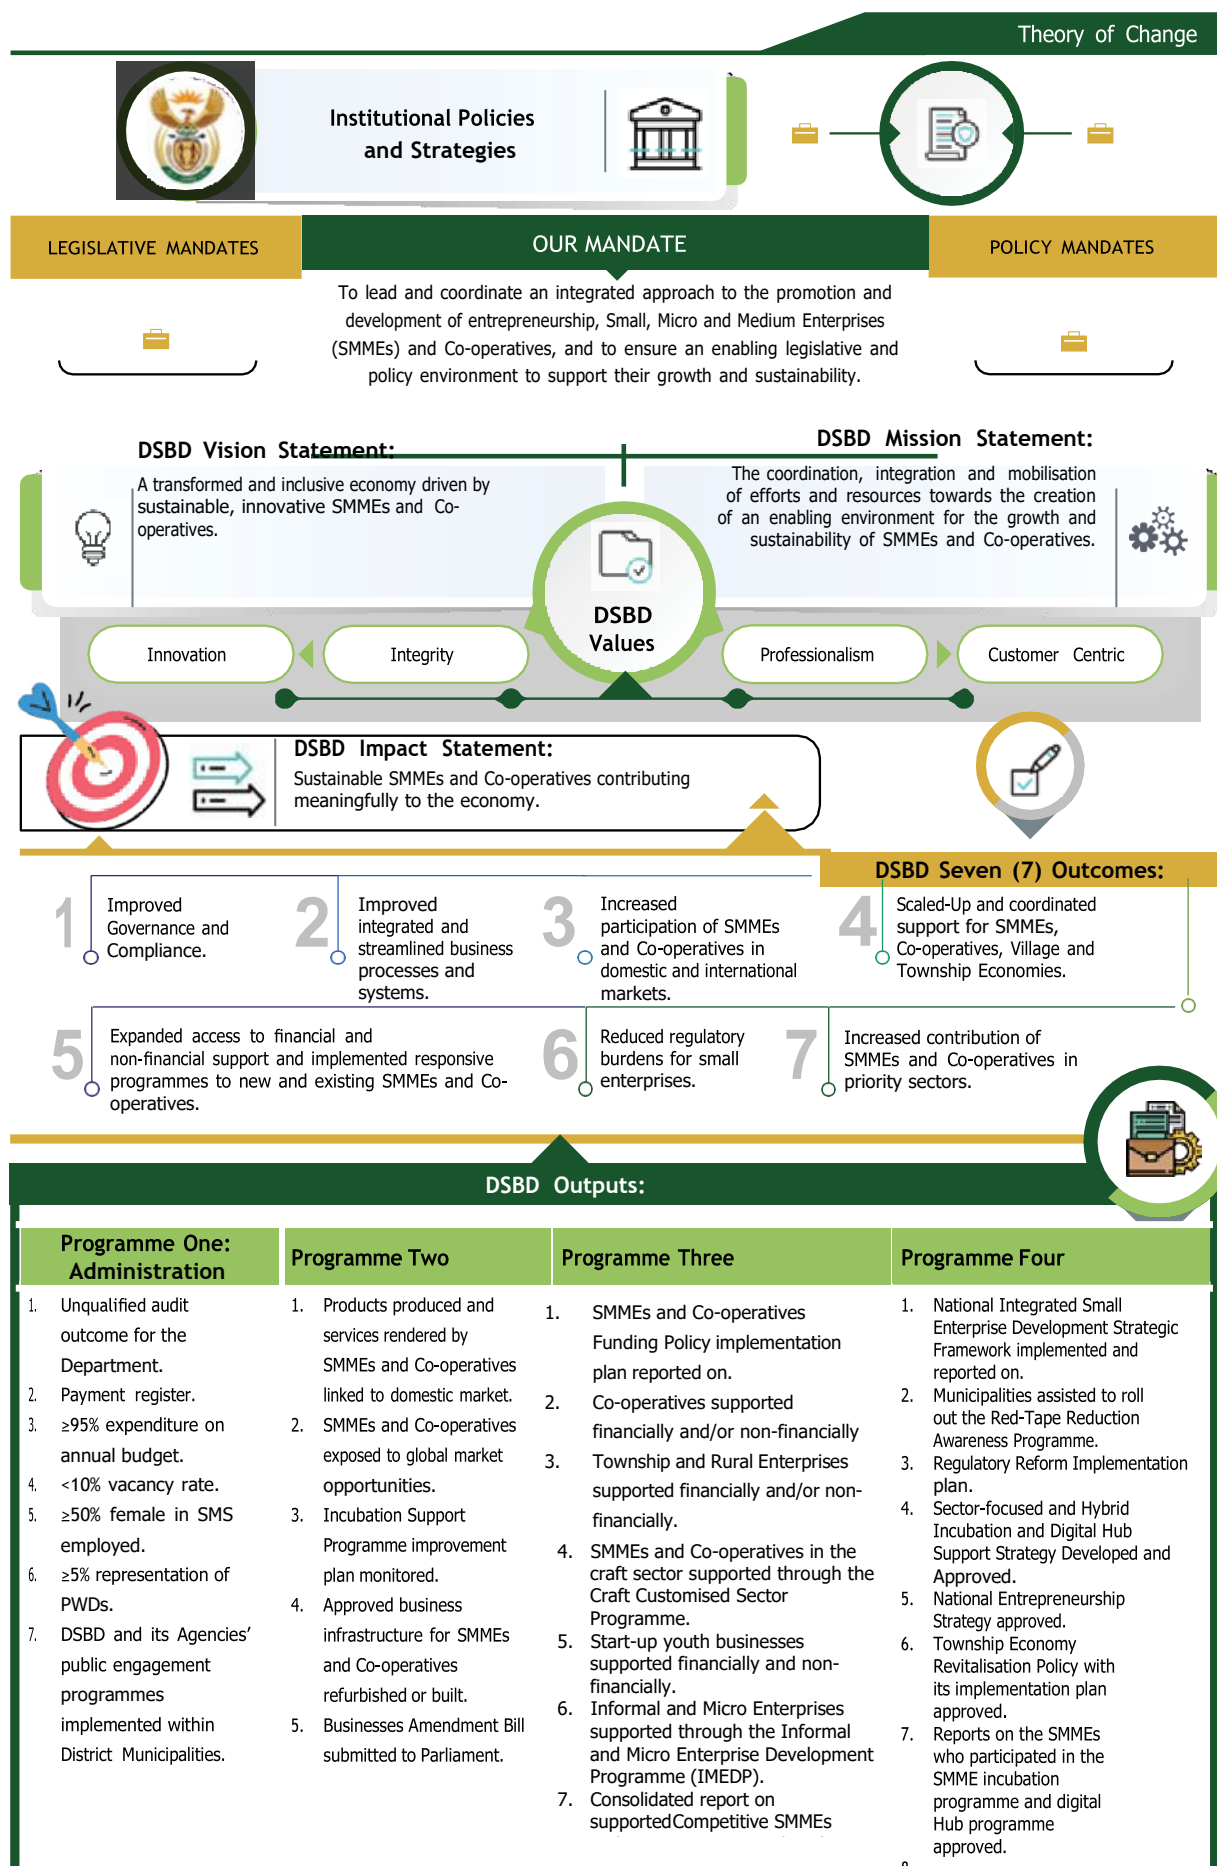 Theory of Change
Institutional Policies
and Strategies
LEGISLATIVE MANDATES
OUR MANDATE
POLICY MANDATES
To lead and coordinate an integrated approach to the promotion and
development of entrepreneurship, Small, Micro and Medium Enterprises
(SMMEs) and Co-operatives, and to ensure an enabling legislative and
policy environment to support their growth and sustainability.
DSBD Vision Statement:
A transformed and inclusive economy driven by
sustainable, innovative SMMEs and Co-
operatives.
DSBD Mission Statement:
The coordination, integration and mobilisation
of efforts and resources towards the creation
of an enabling environment for the growth and
sustainability of SMMEs and Co-operatives.
DSBD
Values
Innovation
Integrity
Professionalism
Customer Centric
DSBD Impact Statement:
Sustainable SMMEs and Co-operatives contributing
meaningfully to the economy.
DSBD Seven (7) Outcomes:
1
Improved
Governance and
Compliance.
2
Improved
integrated and
streamlined business
processes and
systems.
3
Increased
participation of SMMEs
and Co-operatives in
domestic and international
markets.
4
Scaled-Up and coordinated
support for SMMEs,
Co-operatives, Village and
Township Economies.
5
Expanded access to financial and
non-financial support and implemented responsive
programmes to new and existing SMMEs and Co-
operatives.
6
Reduced regulatory
burdens for small
enterprises.
7
Increased contribution of
SMMEs and Co-operatives in
priority sectors.
DSBD Outputs:
Programme One:
Administration
1. Unqualified audit
outcome for the
Department.
2. Payment register.
3. ≥95% expenditure on
annual budget.
4. <10% vacancy rate.
5. ≥50% female in SMS
employed.
6. ≥5% representation of
PWDs.
7. DSBD and its Agencies’
public engagement
programmes
implemented within
District Municipalities.
Programme Two
1. Products produced and
services rendered by
SMMEs and Co-operatives
linked to domestic market.
2. SMMEs and Co-operatives
exposed to global market
opportunities.
3. Incubation Support
Programme improvement
plan monitored.
4. Approved business
infrastructure for SMMEs
and Co-operatives
refurbished or built.
5. Businesses Amendment Bill
submitted to Parliament.
Programme Three
1. SMMEs and Co-operatives
Funding Policy implementation
plan reported on.
2. Co-operatives supported
financially and/or non-financially
3. Township and Rural Enterprises
supported financially and/or non-
financially.
4. SMMEs and Co-operatives in the
craft sector supported through the
Craft Customised Sector
Programme.
5. Start-up youth businesses
supported financially and non-
financially.
6. Informal and Micro Enterprises
supported through the Informal
and Micro Enterprise Development
Programme (IMEDP).
7. Consolidated report on
supportedCompetitive SMMEs
Programme Four
1. National Integrated Small
Enterprise Development Strategic
Framework implemented and
reported on.
2. Municipalities assisted to roll
out the Red-Tape Reduction
Awareness Programme.
3. Regulatory Reform Implementation
plan.
4. Sector-focused and Hybrid
Incubation and Digital Hub
Support Strategy Developed and
Approved.
5. National Entrepreneurship
Strategy approved.
6. Township Economy
Revitalisation Policy with
its implementation plan
approved.
7. Reports on the SMMEs
who participated in the
SMME incubation
programme and digital
Hub programme
approved.